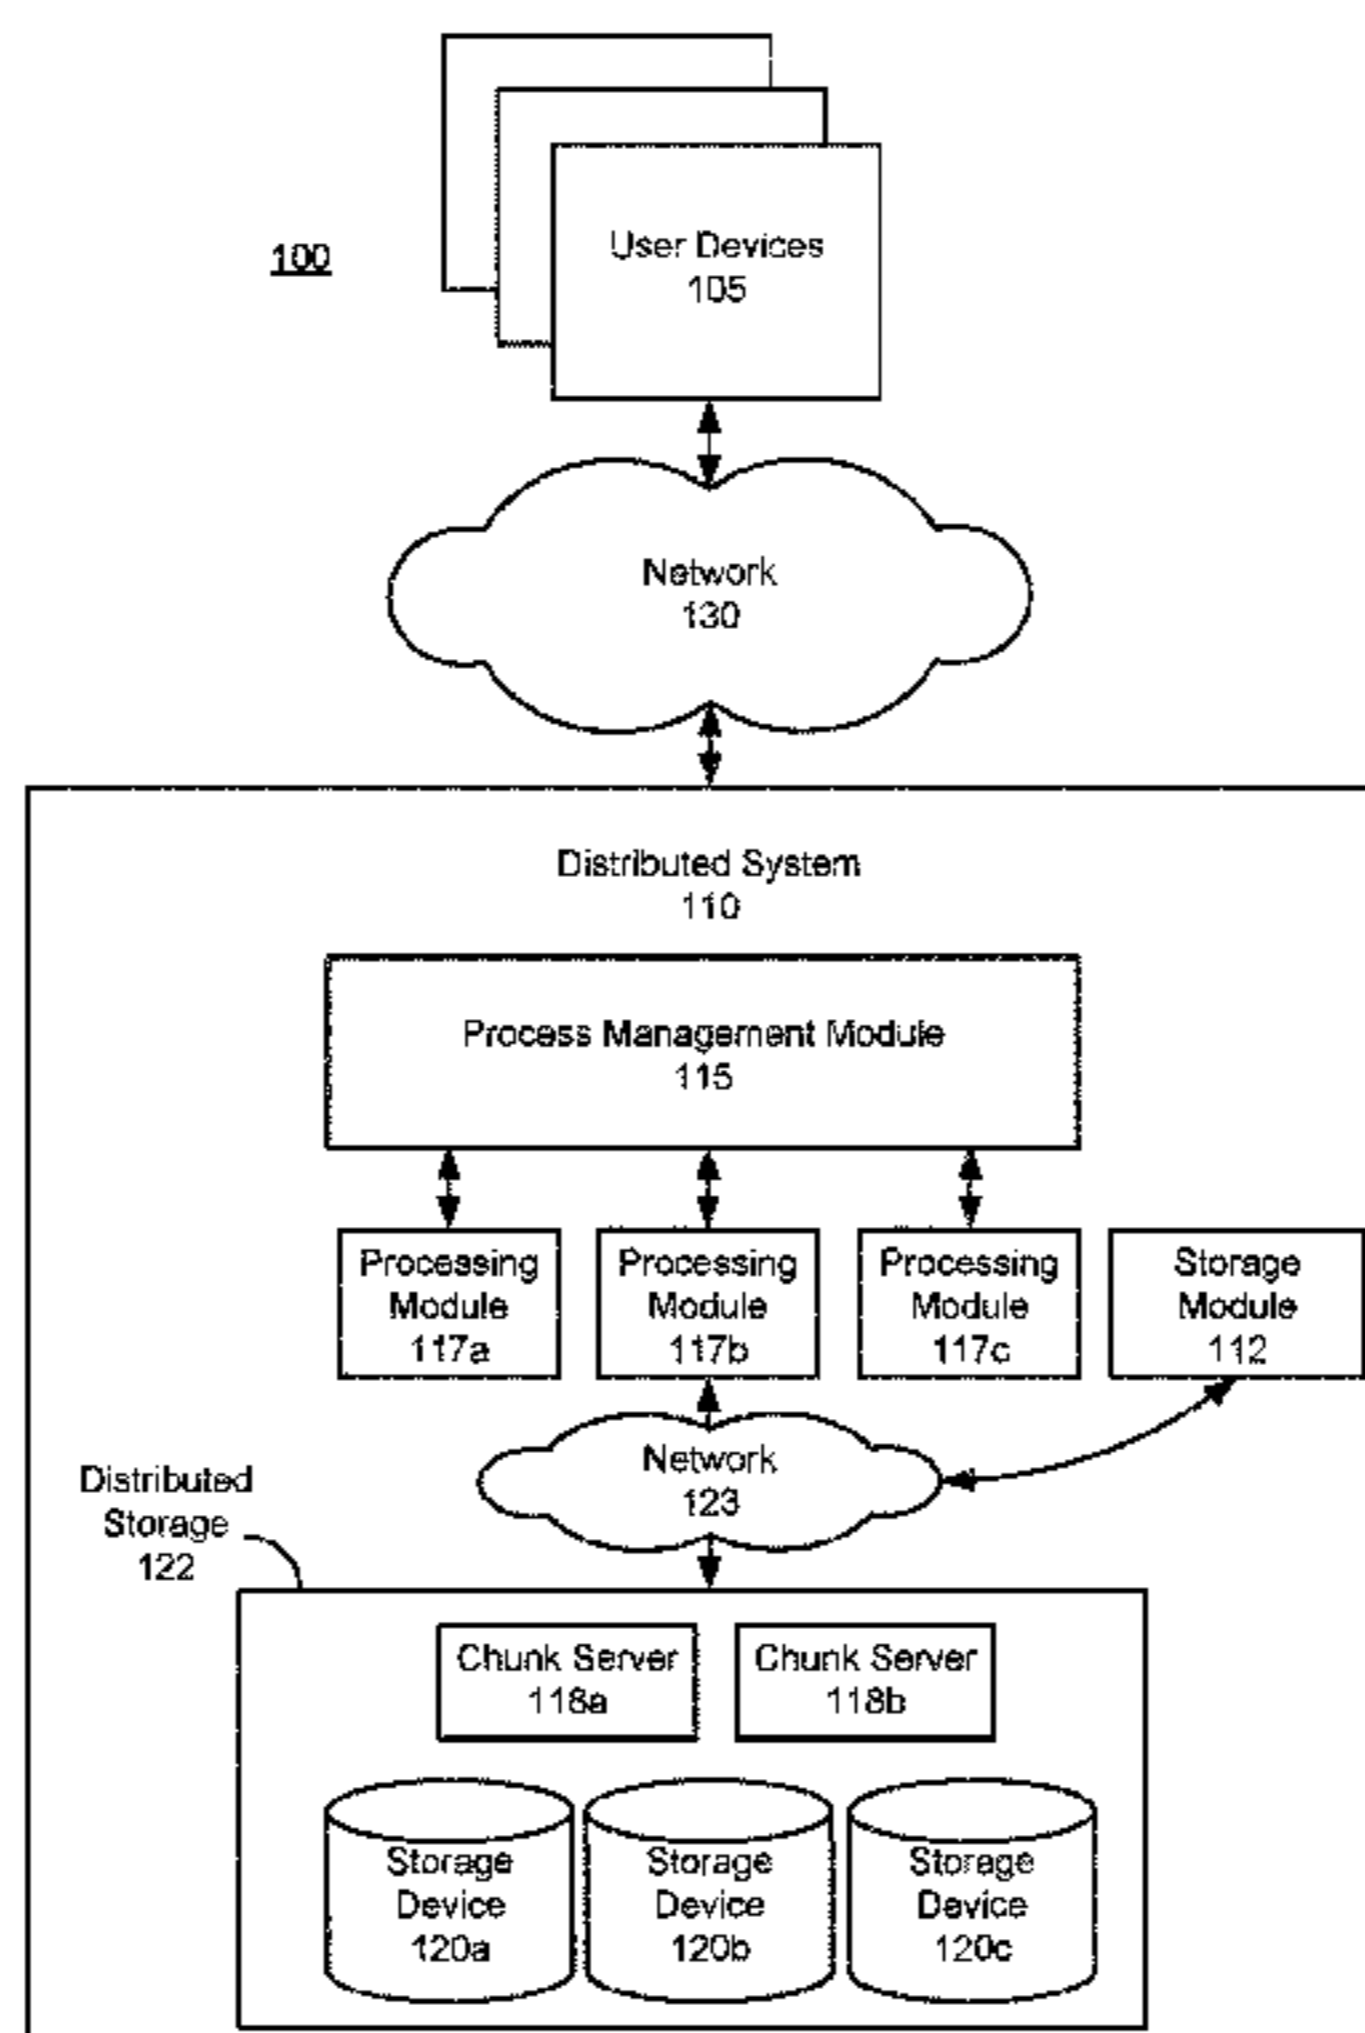 100
User Devices
105
Network
130
Distributed System
110
Process Management Module
115
Processing
Module
117a
Processing
Module
117b
Processing
Module
117c
Storage
Module
112
Network
123
Distributed
Storage
122
Chunk Server
118a
Chunk Server
118b
Storage
Device
120a
Storage
Device
120b
Storage
Device
120c